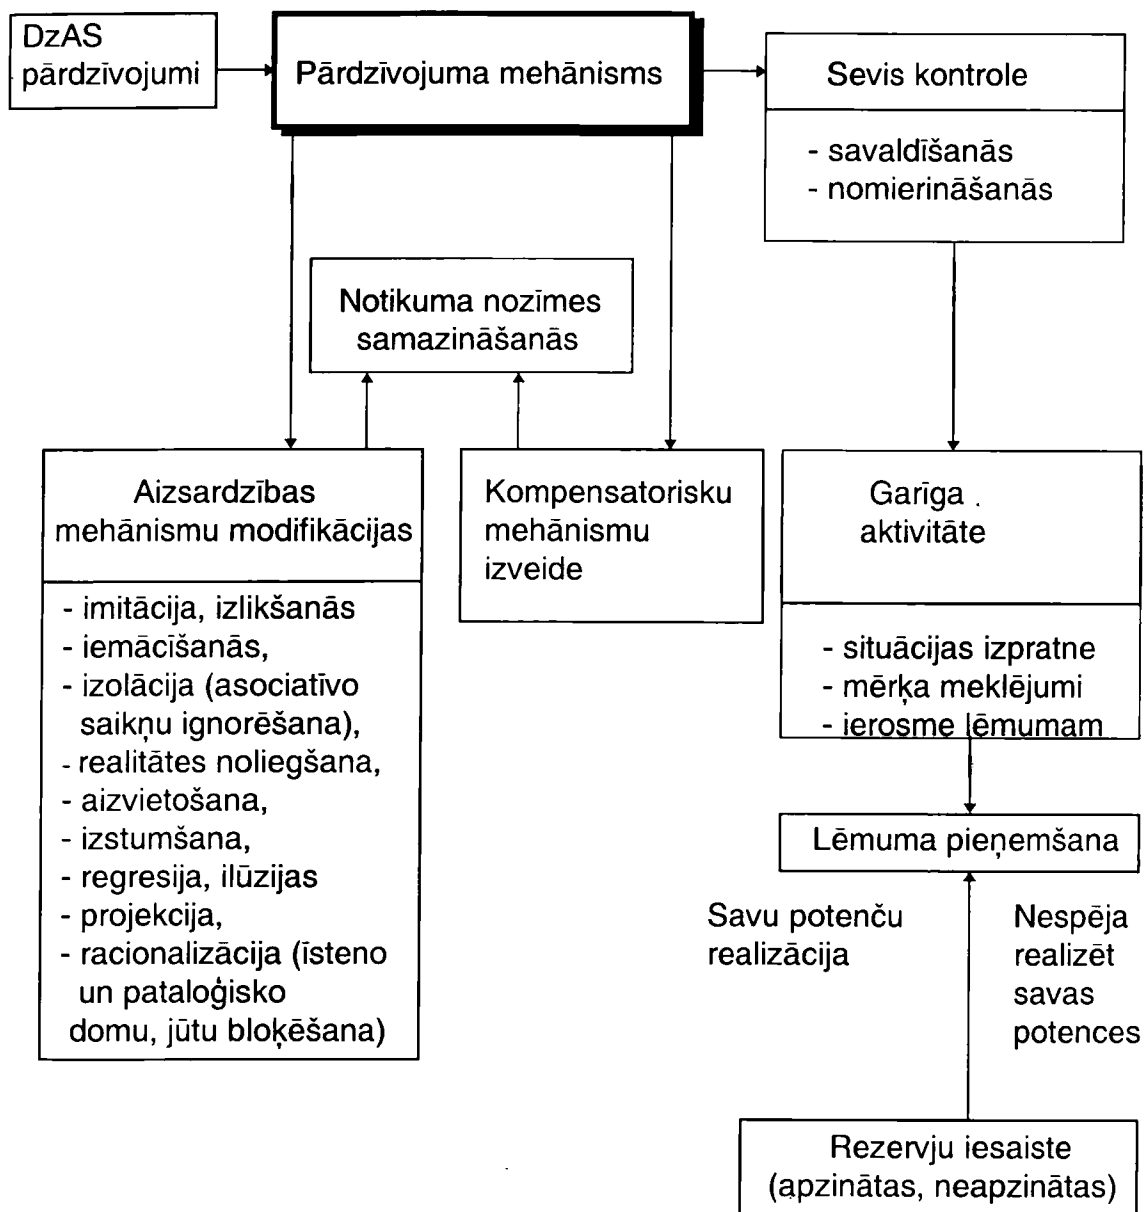 DzAS
pārdzīvojumi
Pārdzīvojuma mehānisms
Sevis kontrole
- savaldīšanās
- nomierināšanās
Notikuma nozīmes
samazināšanās
Aizsardzības
mehānismu modifikācijas
- imitācija, izlikšanās
- iemācīšanās,
- izolācija (asociatīvo
saikņu ignorēšana),
- realitātes noliegšana,
- aizvietošana,
- izstumšana,
- regresija, ilūzijas
- projekcija,
- racionalizācija (īsteno
un pataloģisko
domu, jūtu bloķēšana)
Kompensatorisku
mehānismu
izveide
Garīga
aktivitāte
- situācijas izpratne
- mērķa meklējumi
- ierosme lēmumam
Lēmuma pieņemšana
Savu potenču
realizācija
Nespēja
realizēt
savas
potences
Rezervju iesaiste
(apzinātas, neapzinātas)